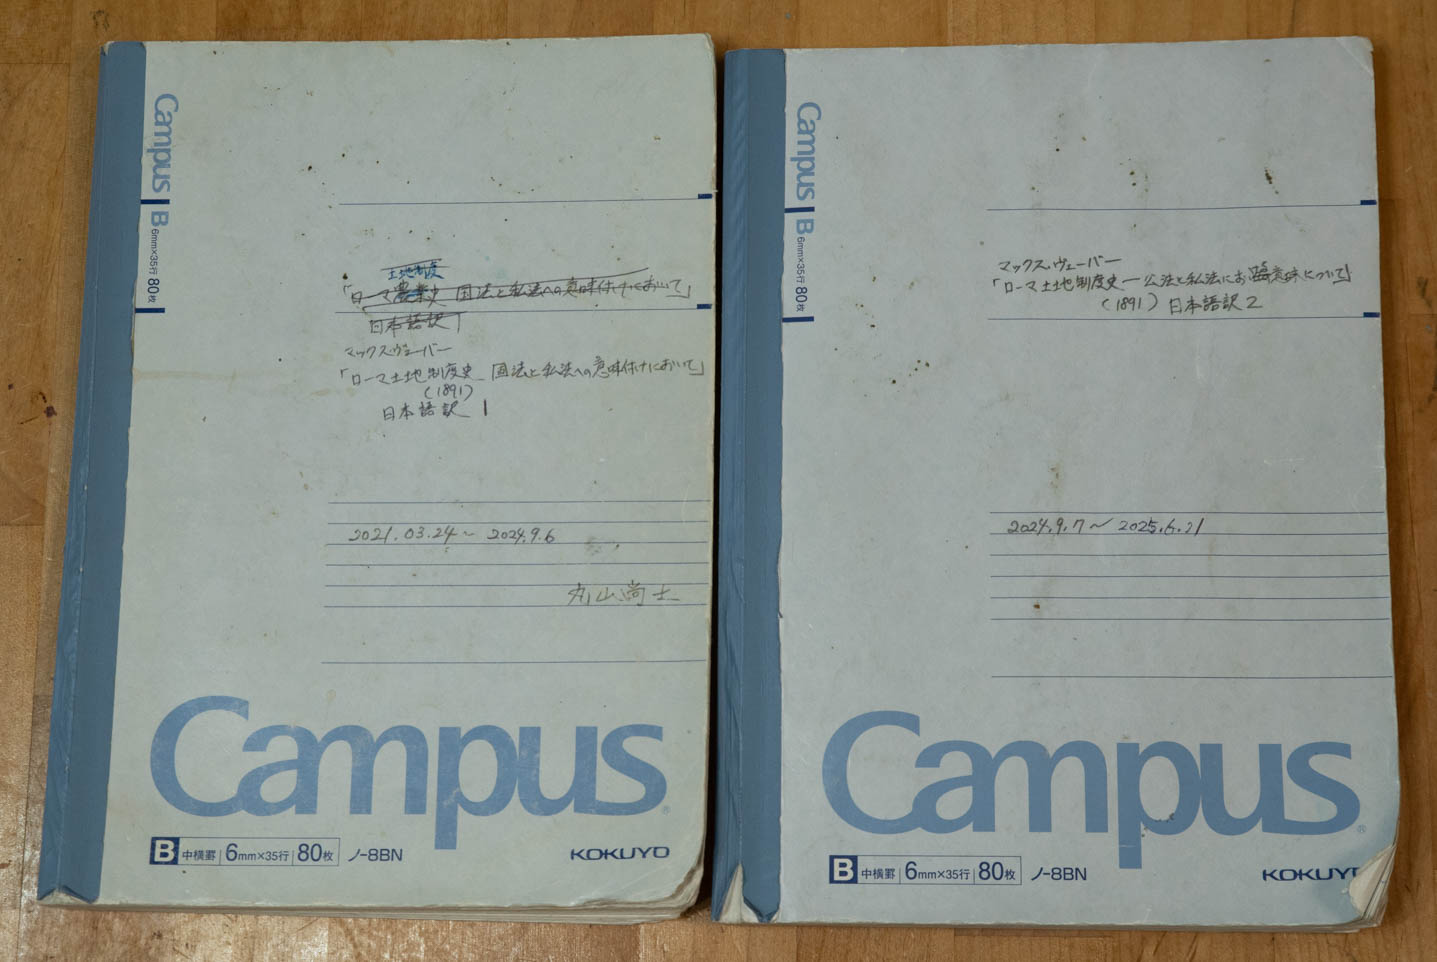 Campus
B
6mm×35行
80枚
土地制度
「ローマ農業史 国法と私法への意味付けにおいて」
日本語訳 1
マックス・ヴェーバー
「ローマ土地制度史_国法と私法への意味付けにおいて」
(1891)
日本語訳 1
2021.03.24〜2024.9.6
丸山尚士
Campus
B 中横罫 6mm×35行 80枚 ノ-8BN
KOKUYO
Campus
B
6mm×35行
80枚
マックス・ヴェーバー
「ローマ土地制度史ー公法と私法にお 意味について」
(1891) 日本語訳2
2024.9.7〜2025.6.21
Campus
B 中横罫 6mm×35行 80枚 ノ-8BN
KOKUYO